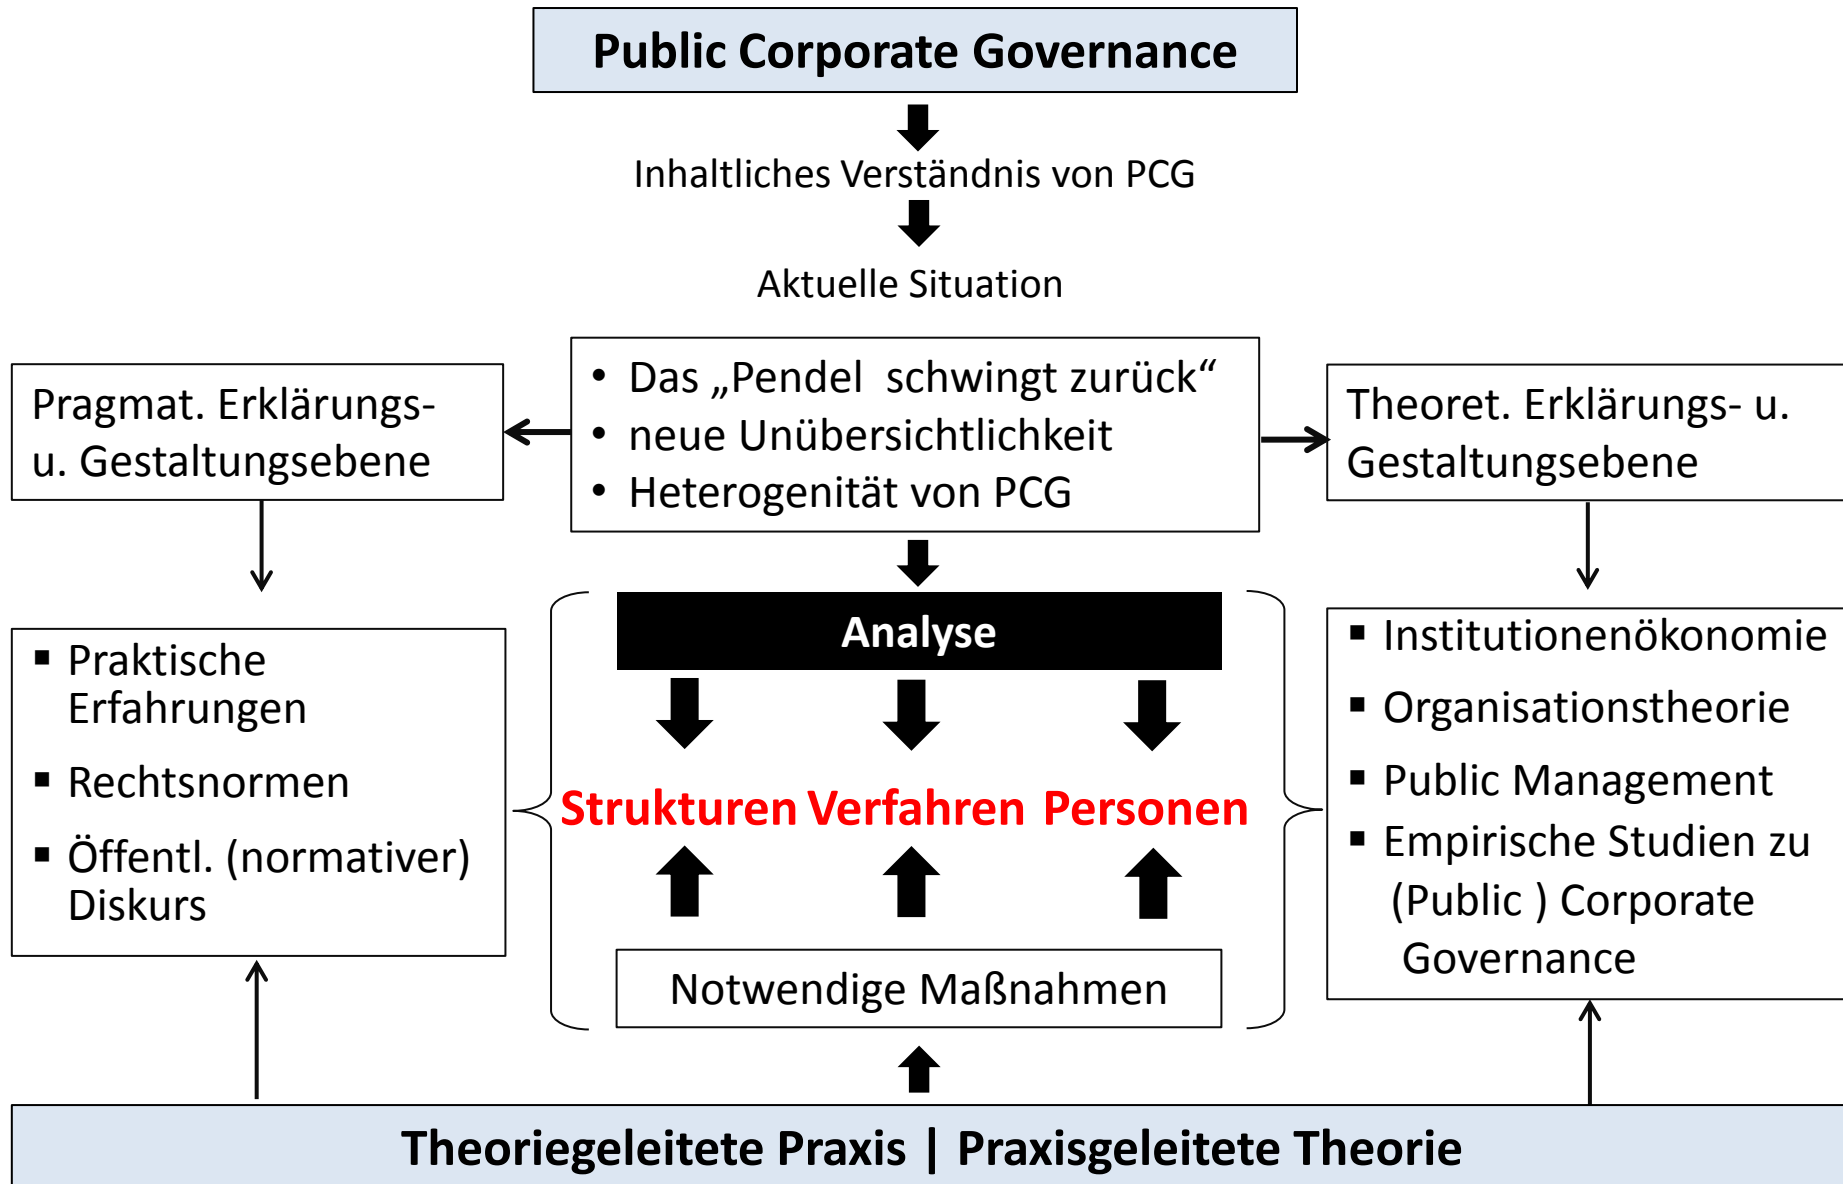 Public Corporate Governance
Inhaltliches Verständnis von PCG
Aktuelle Situation
Pragmat. Erklärungs-
u. Gestaltungsebene
• Das „Pendel schwingt zurück“
• neue Unübersichtlichkeit
• Heterogenität von PCG
Theoret. Erklärungs- u.
Gestaltungsebene
▪ Praktische
Erfahrungen
▪ Rechtsnormen
▪ Öffentl. (normativer)
Diskurs
Analyse
Strukturen Verfahren Personen
Notwendige Maßnahmen
▪ Institutionenökonomie
▪ Organisationstheorie
▪ Public Management
▪ Empirische Studien zu
(Public ) Corporate
Governance
Theoriegeleitete Praxis | Praxisgeleitete Theorie